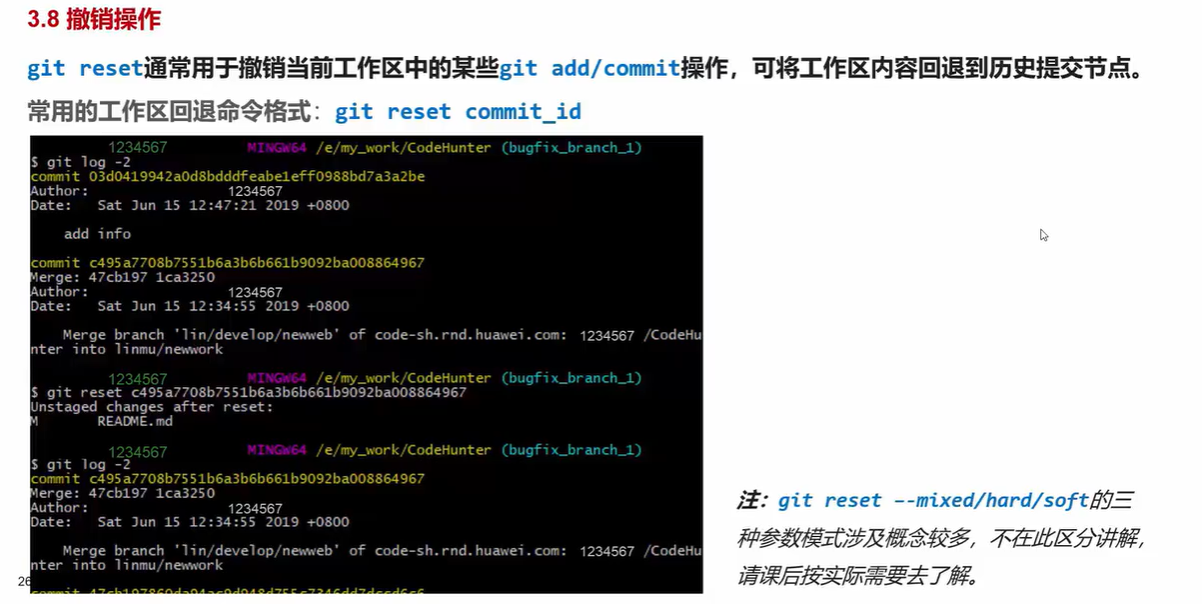 3.8 撤销操作
git reset通常用于撤销当前工作区中的某些git add/commit操作，可将工作区内容回退到历史提交节点。
常用的工作区回退命令格式：git reset commit_id
1234567 MINGW64 /e/my_work/CodeHunter (bugfix_branch_1)
$ git log -2
commit 03d0419942a0d8bdddfeabe1eff0988bd7a3a2be
Author: 1234567
Date: Sat Jun 15 12:47:21 2019 +0800
add info
commit c495a7708b7551b6a3b6b661b9092ba008864967
Merge: 47cb197 1ca3250
Author: 1234567
Date: Sat Jun 15 12:34:55 2019 +0800
Merge branch 'lin/develop/newweb' of code-sh.rnd.huawei.com: 1234567 /CodeHu
nter into linmu/newwork
1234567 MINGW64 /e/my_work/CodeHunter (bugfix_branch_1)
$ git reset c495a7708b7551b6a3b6b661b9092ba008864967
Unstaged changes after reset:
M README.md
1234567 MINGW64 /e/my_work/CodeHunter (bugfix_branch_1)
$ git log -2
commit c495a7708b7551b6a3b6b661b9092ba008864967
Merge: 47cb197 1ca3250
Author: 1234567
Date: Sat Jun 15 12:34:55 2019 +0800
Merge branch 'lin/develop/newweb' of code-sh.rnd.huawei.com: 1234567 /CodeHu
nter into linmu/newwork
注：git reset --mixed/hard/soft的三
种参数模式涉及概念较多，不在此区分讲解，
请课后按实际需要去了解。